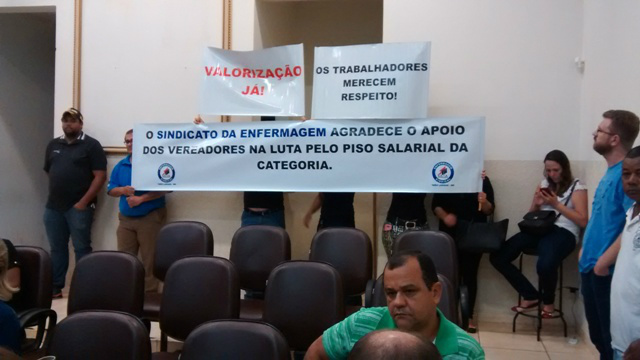 VALORIZAÇÃO
JÁ!
OS TRABALHADORES
MERECEM
RESPEITO!
O SINDICATO DA ENFERMAGEM AGRADECE O APOIO
DOS VEREADORES NA LUTA PELO PISO SALARIAL DA
CATEGORIA.